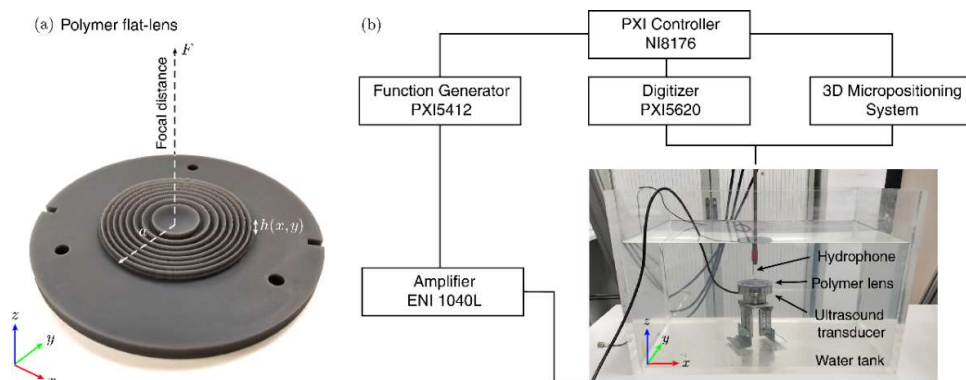 (a) Polymer flat-lens
F
Focal distance
a
h(x, y)
z
y
x
(b)
PXI Controller
NI8176
Function Generator
PXI5412
Digitizer
PXI5620
3D Micropositioning
System
Amplifier
ENI 1040L
Hydrophone
Polymer lens
Ultrasound
transducer
Water tank
z
y
x